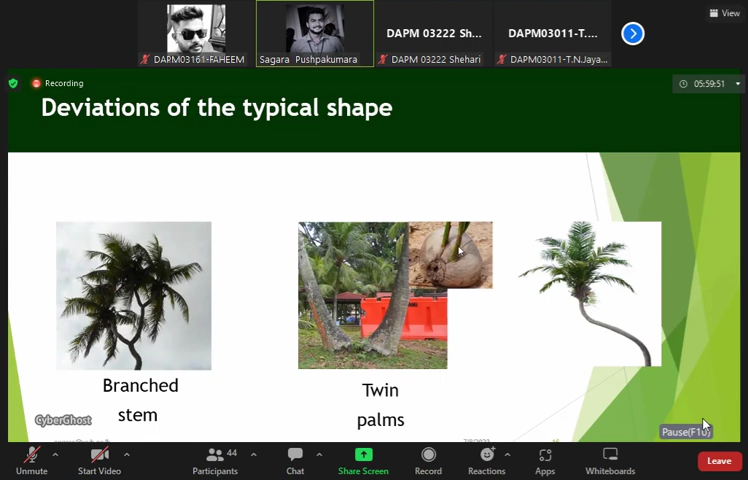 View
DAPM03161-FAHEEM
Sagara Pushpakumara
DAPM 03222 Sh...
DAPM 03222 Shehari
DAPM03011-T....
DAPM03011-T.N.Jaya...
Recording
05:59:51
Deviations of the typical shape
Branched
stem
Twin
palms
CyberGhost
Pause(F10)
Unmute
Start Video
Participants
44
Chat
Share Screen
Record
Reactions
Apps
Whiteboards
Leave